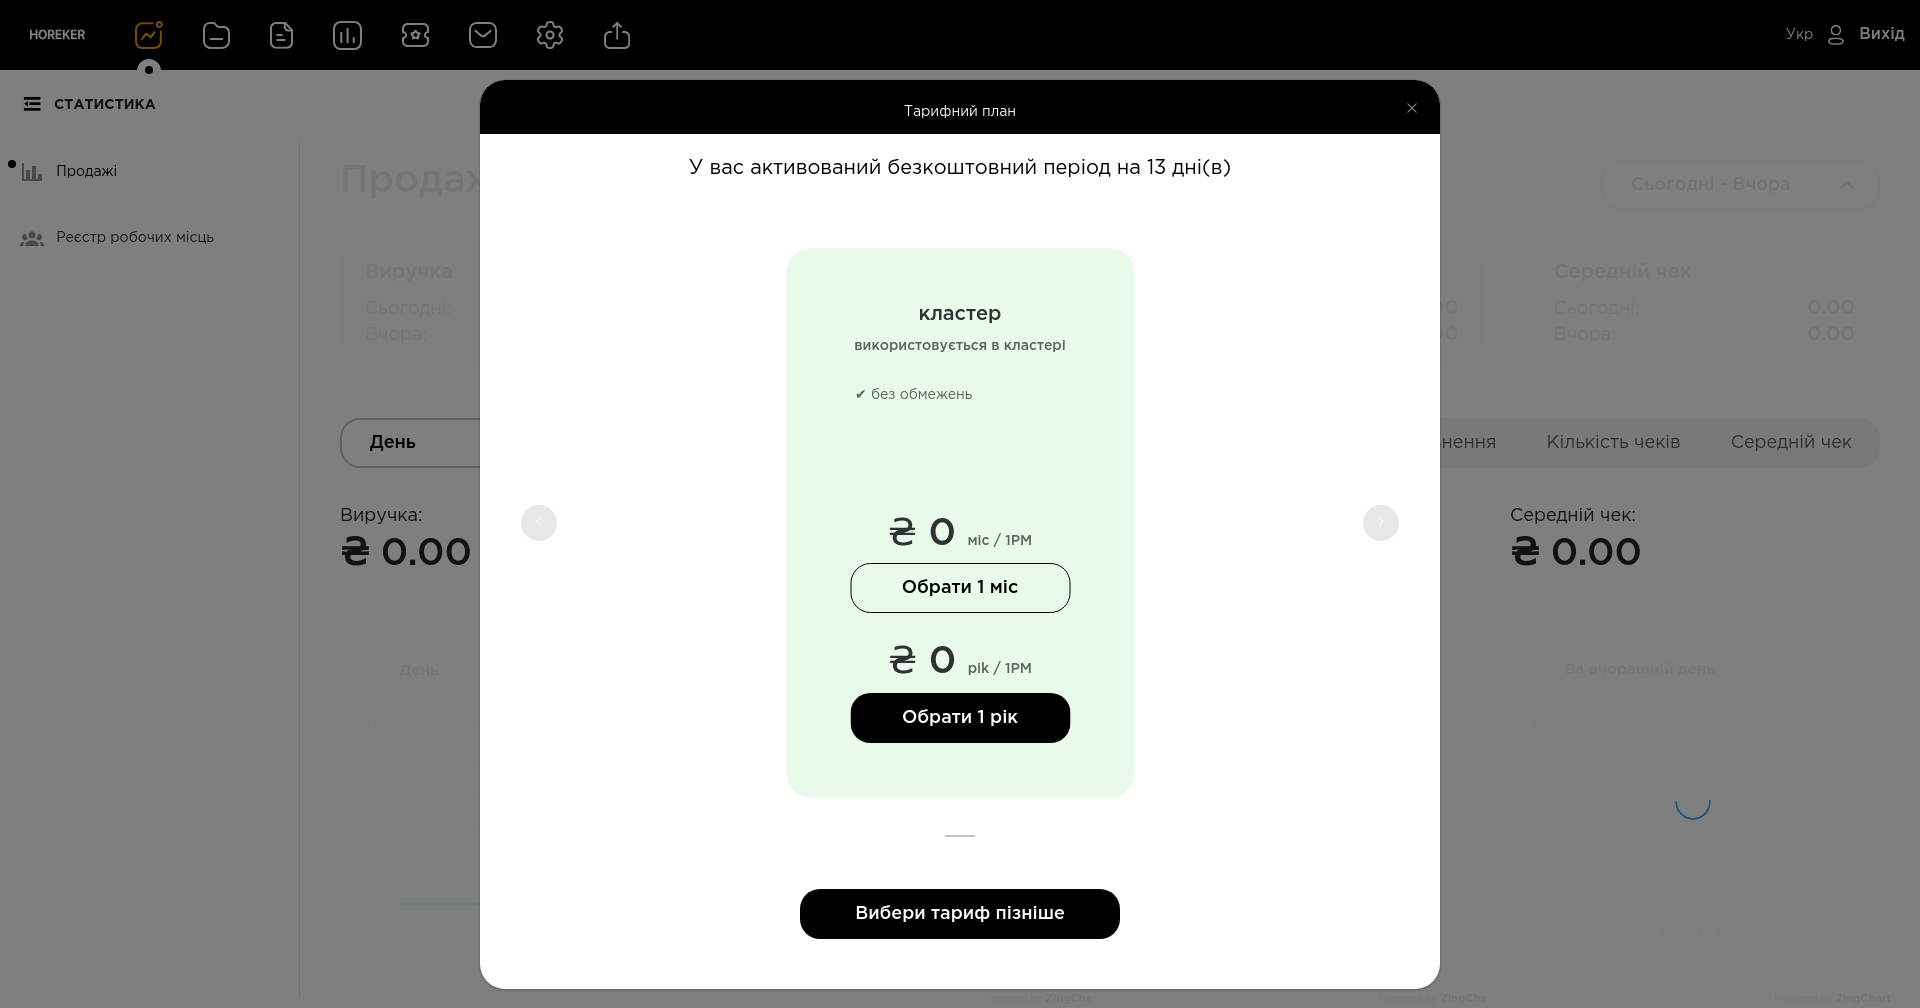 HOREKER
Укр
Вихід
СТАТИСТИКА
Продажі
Реєстр робочих місць
Сьогодні - Вчора
Виручка
Сьогодні:
Вчора:
Середній чек
Сьогодні: 0.00
Вчора: 0.00
День
Кількість чеків
Середній чек
Виручка:
₴ 0.00
Середній чек:
₴ 0.00
День
За вчорашній день
Тарифний план
У вас активований безкоштовний період на 13 дні(в)
кластер
використовується в кластері
✔ без обмежень
₴ 0 міс / 1РМ
Обрати 1 міс
₴ 0 рік / 1РМ
Обрати 1 рік
Вибери тариф пізніше